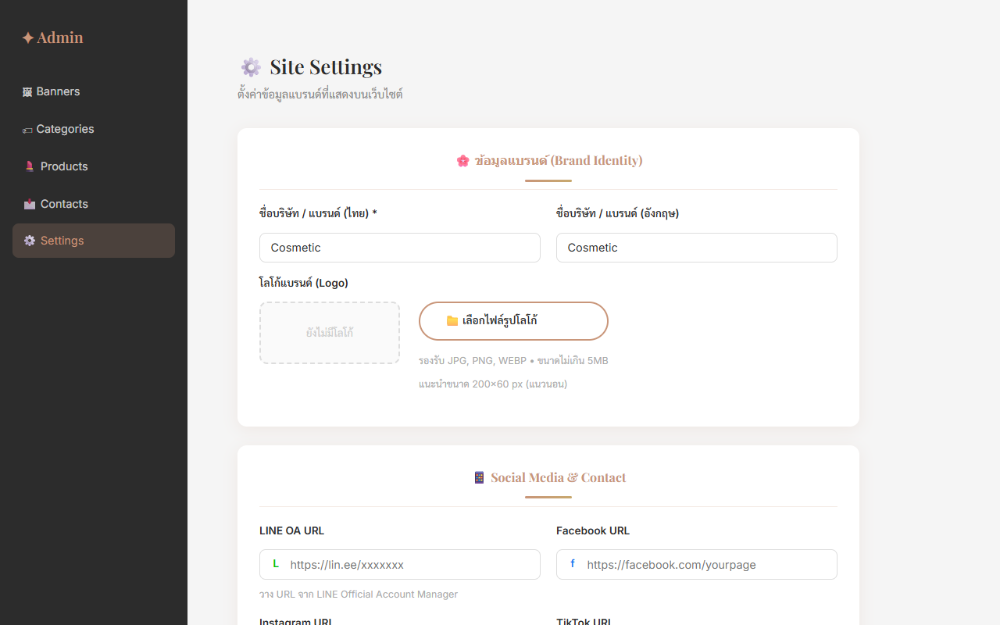 ✦ Admin
Banners
Categories
Products
Contacts
Settings
Site Settings
ตั้งค่าข้อมูลแบรนด์ที่แสดงบนเว็บไซต์
ข้อมูลแบรนด์ (Brand Identity)
ชื่อบริษัท / แบรนด์ (ไทย) *
ชื่อบริษัท / แบรนด์ (อังกฤษ)
Cosmetic
Cosmetic
โลโก้แบรนด์ (Logo)
ยังไม่มีโลโก้
เลือกไฟล์รูปโลโก้
รองรับ JPG, PNG, WEBP • ขนาดไม่เกิน 5MB
แนะนำขนาด 200×60 px (แนวนอน)
Social Media & Contact
LINE OA URL
Facebook URL
L https://lin.ee/xxxxxxx
f https://facebook.com/yourpage
วาง URL จาก LINE Official Account Manager
Instagram URL
TikTok URL